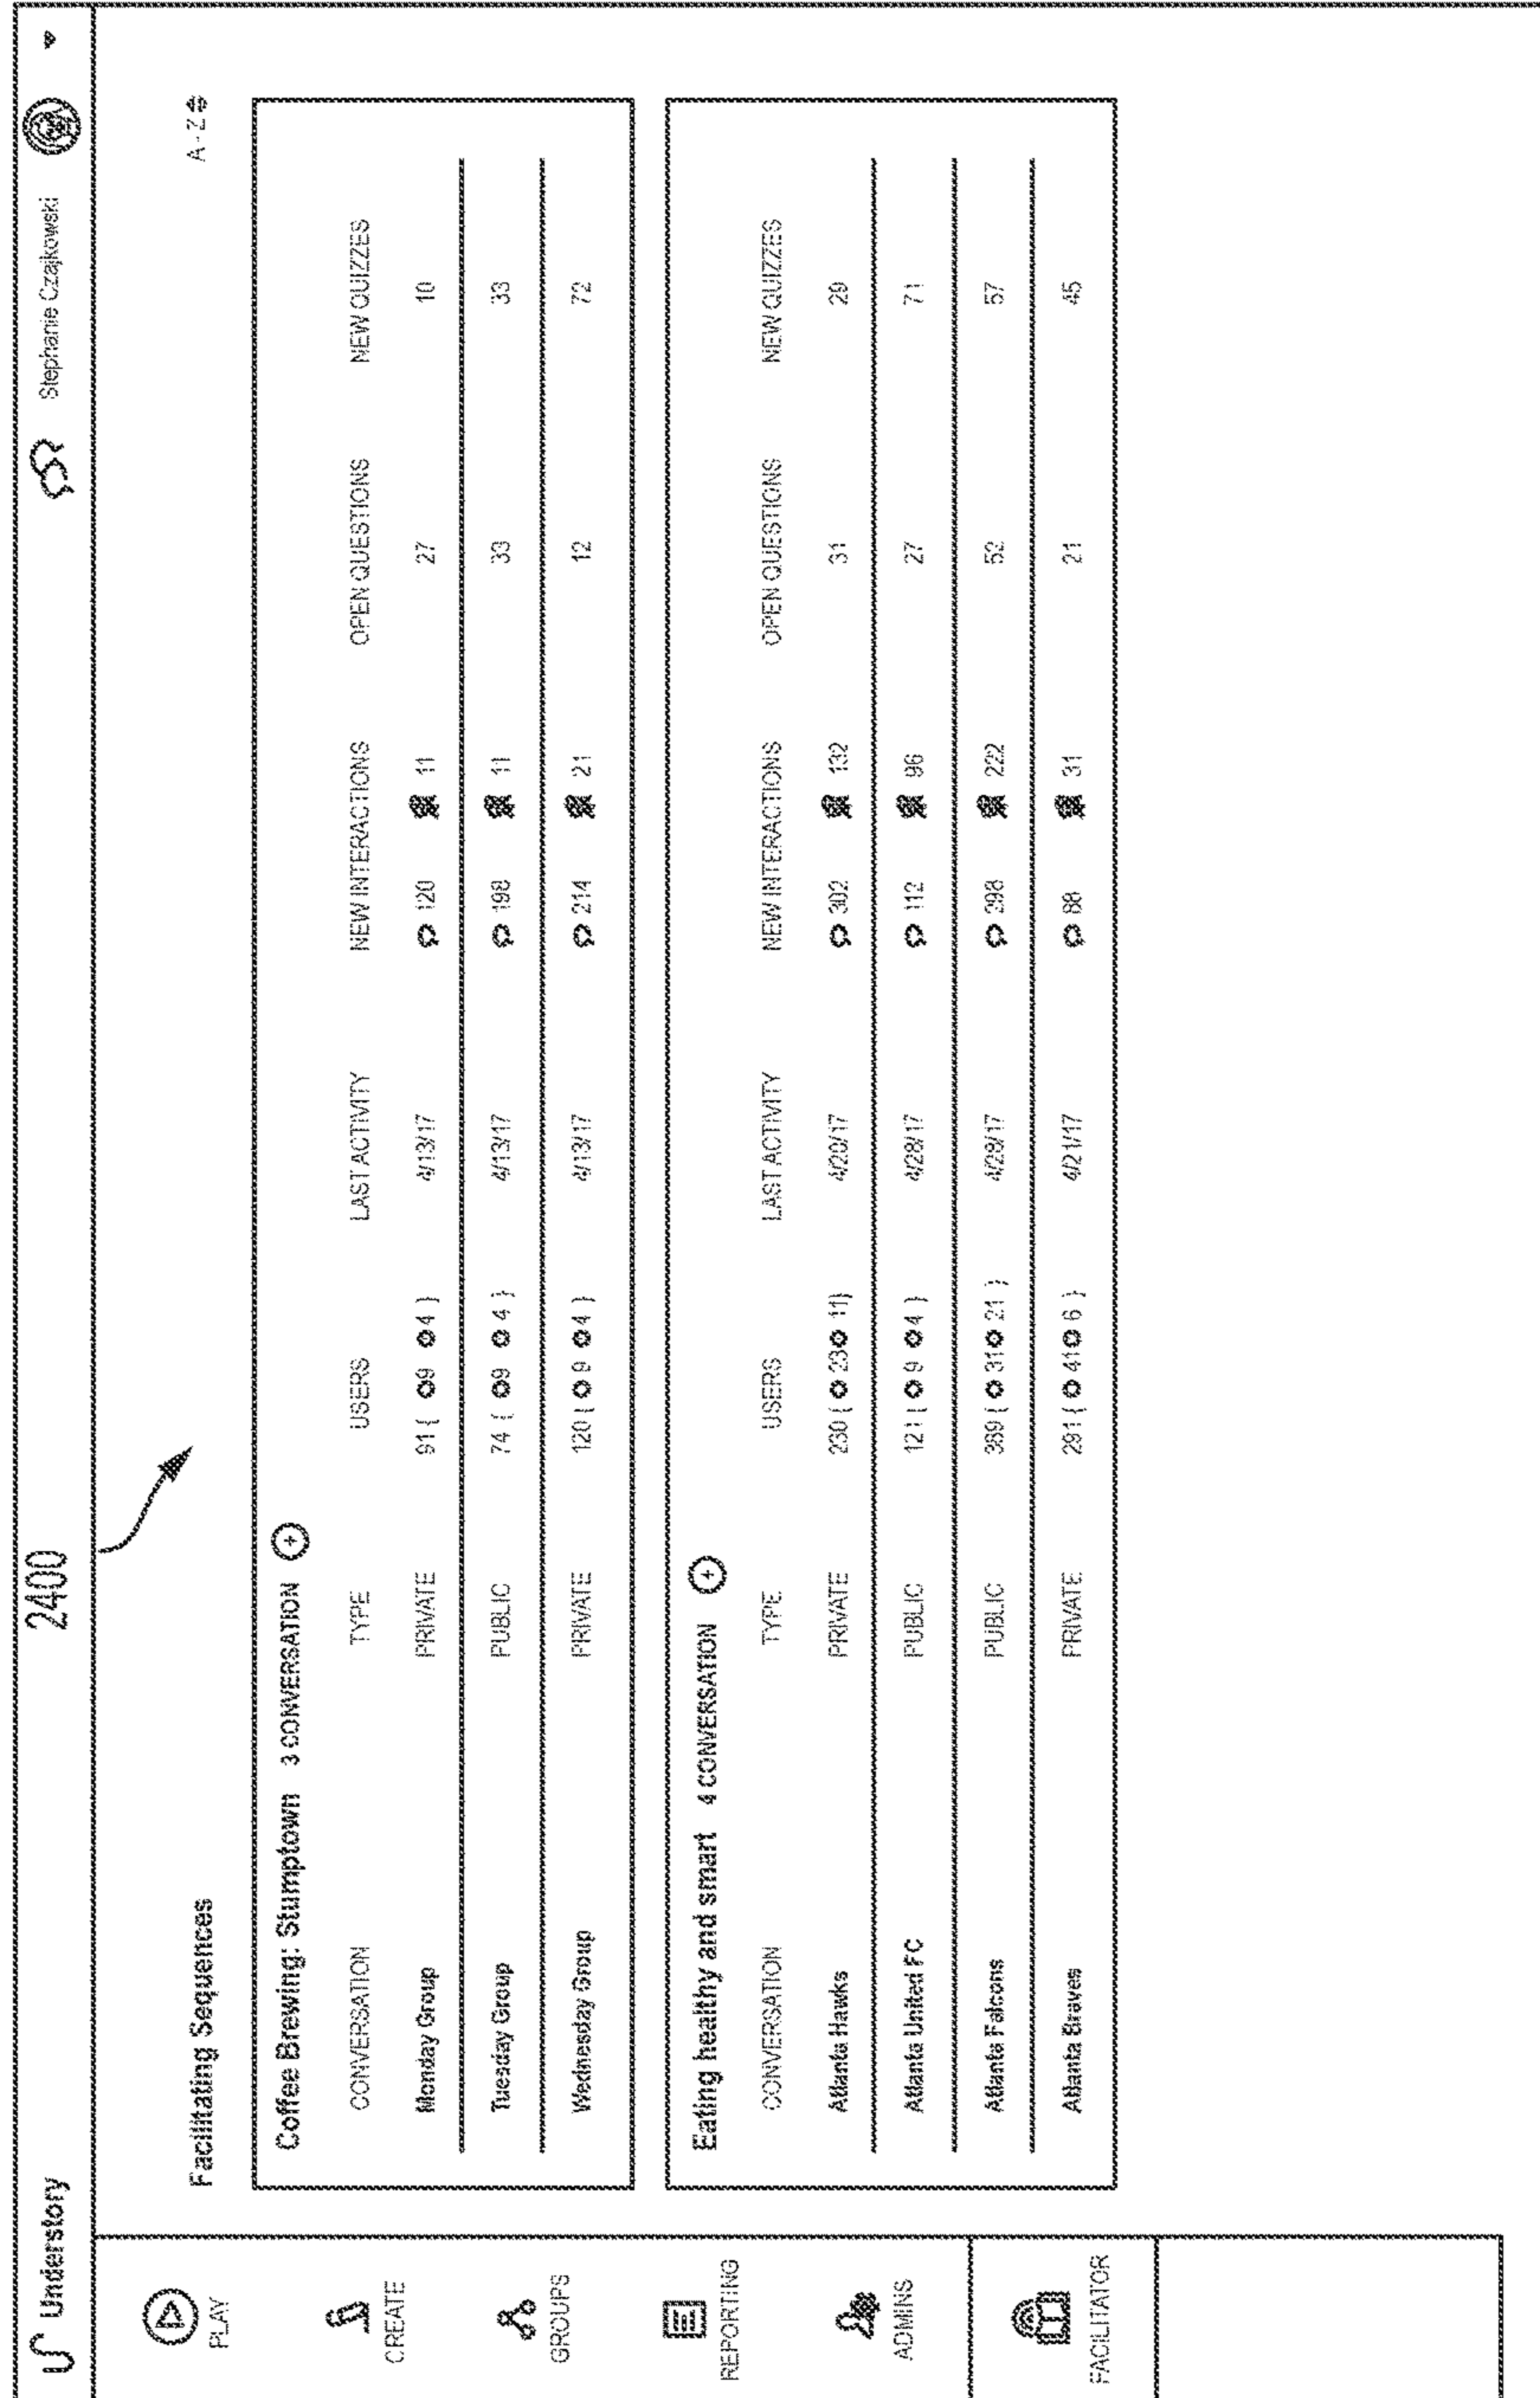 2400
Understory Stephanie Czajkowski
PLAY
CREATE
GROUPS
REPORTING
ADMINS
FACILITATOR
Facilitating Sequences A - Z
Coffee Brewing: Stumptown 3 CONVERSATION +
CONVERSATION TYPE USERS LAST ACTIVITY NEW INTERACTIONS OPEN QUESTIONS NEW QUIZZES
Monday Group PRIVATE 91 ( 9 4 ) 4/13/17 120 11 27 10
Tuesday Group PUBLIC 74 ( 9 4 ) 4/13/17 198 11 33 33
Wednesday Group PRIVATE 120 ( 9 4 ) 4/13/17 214 21 12 72
Eating healthy and smart 4 CONVERSATION +
CONVERSATION TYPE USERS LAST ACTIVITY NEW INTERACTIONS OPEN QUESTIONS NEW QUIZZES
Atlanta Hawks PRIVATE 230 ( 23 11) 302 132 31 29
Atlanta United FC PUBLIC 121 ( 9 4 ) 4/28/17 112 96 27 71
Atlanta Falcons PUBLIC 389 ( 31 21 ) 4/28/17 398 222 52 57
Atlanta Braves PRIVATE 291 ( 41 6 ) 4/21/17 31 21 45